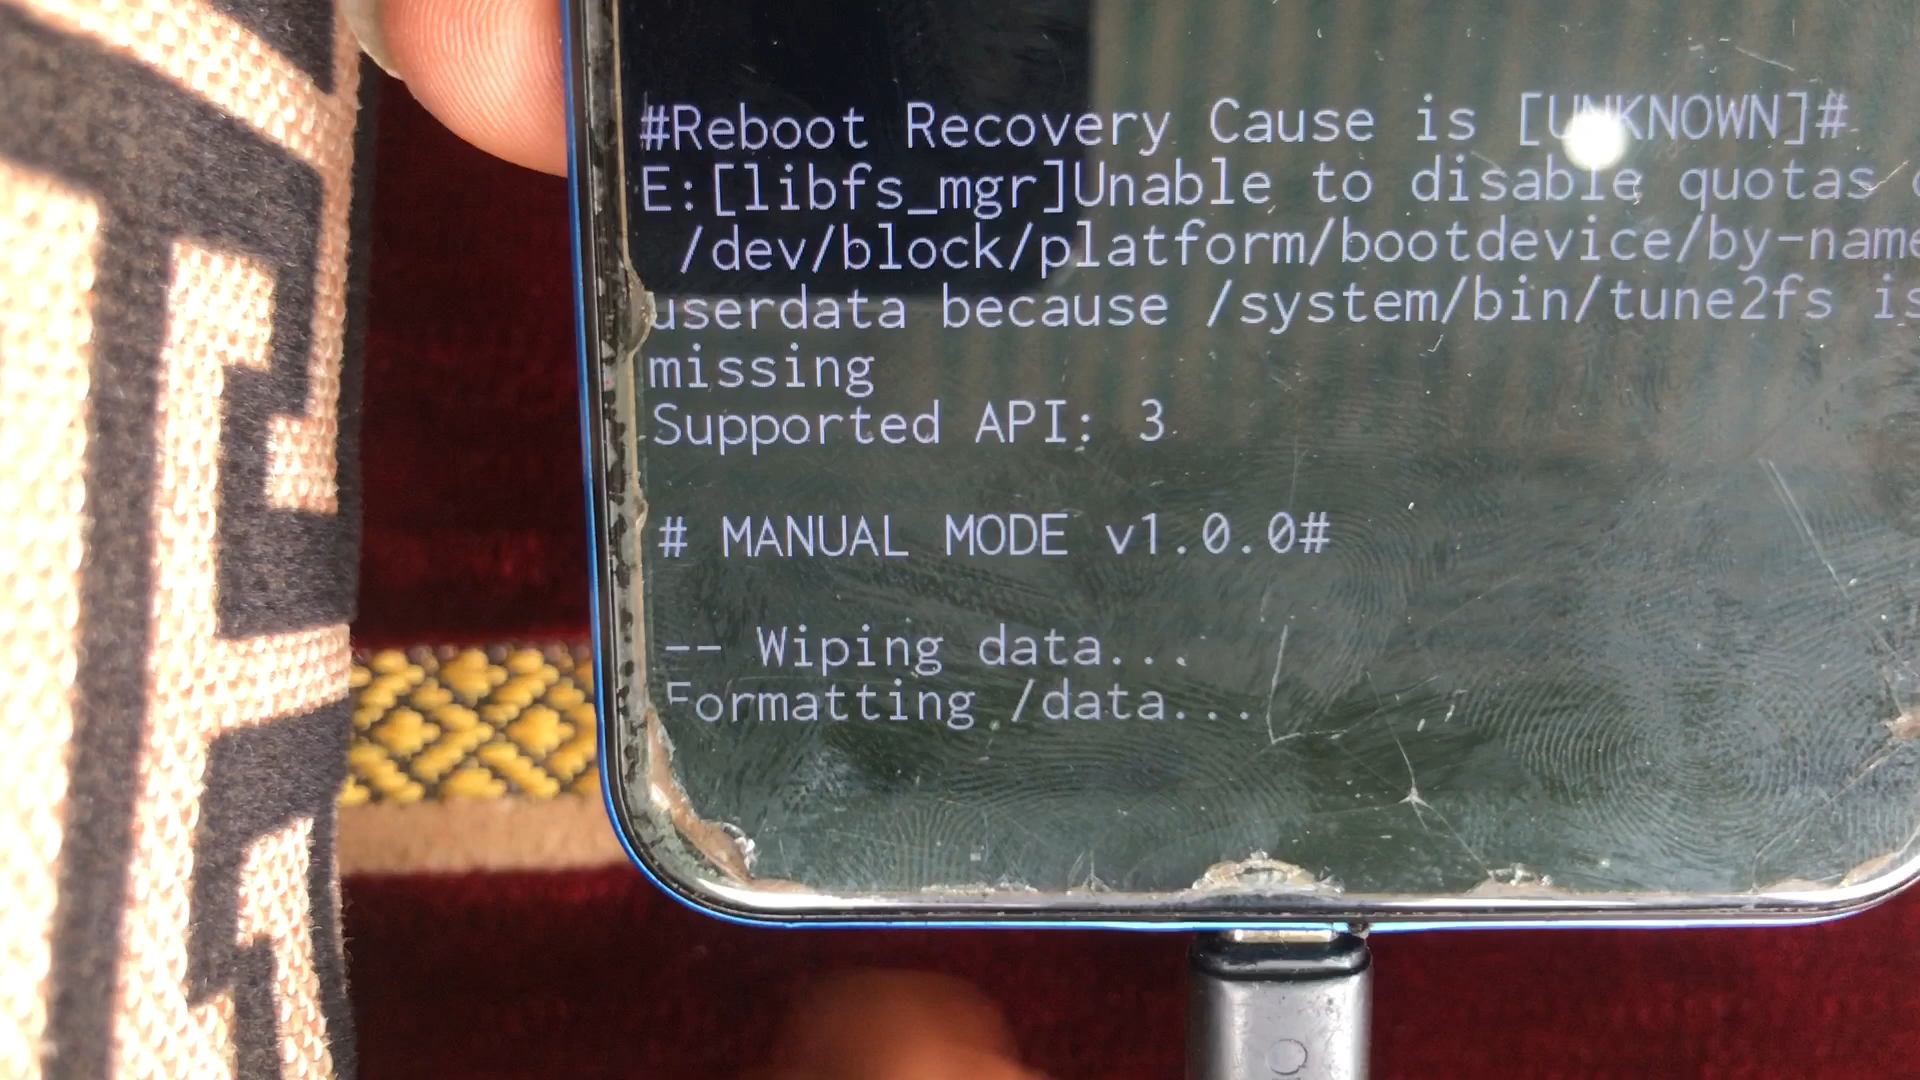 #Reboot Recovery Cause is [UNKNOWN]#
E:[libfs_mgr]Unable to disable quotas
/dev/block/platform/bootdevice/by-name
userdata because /system/bin/tune2fs is
missing
Supported API: 3
# MANUAL MODE v1.0.0#
-- Wiping data...
Formatting /data...